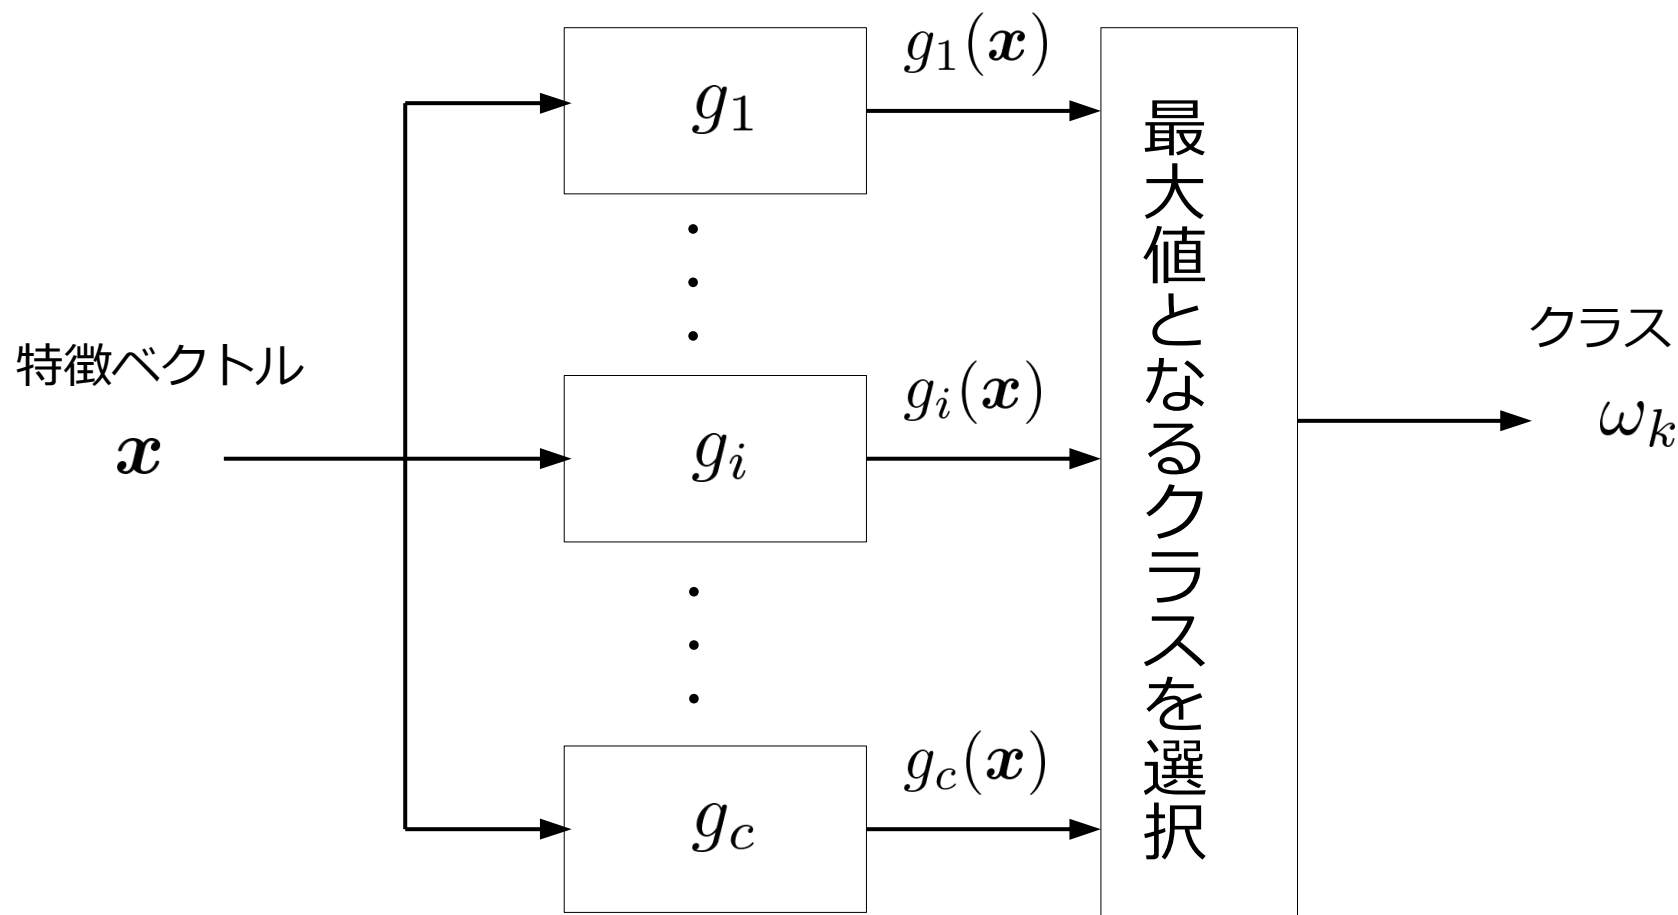 特徴ベクトル
x
g1
g1(x)
gi
gi(x)
gc
gc(x)
最大値となるクラスを選択
クラス
ωk